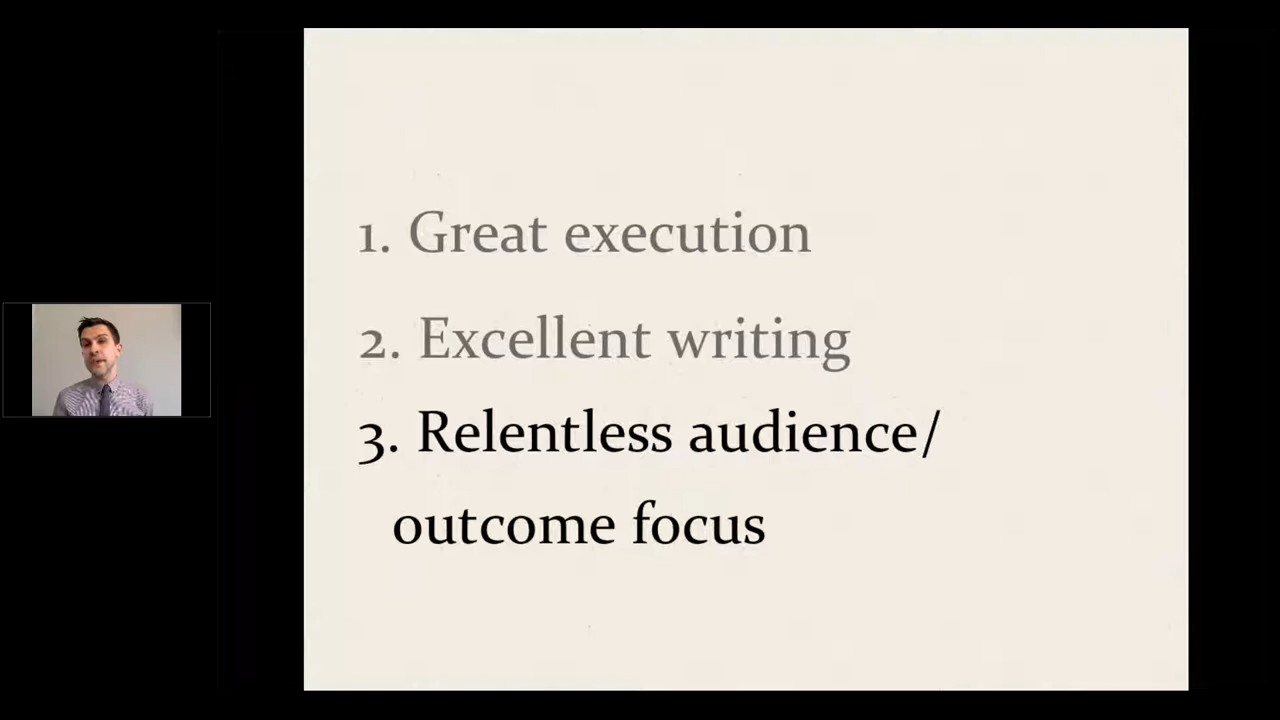 1. Great execution
2. Excellent writing
3. Relentless audience/
outcome focus